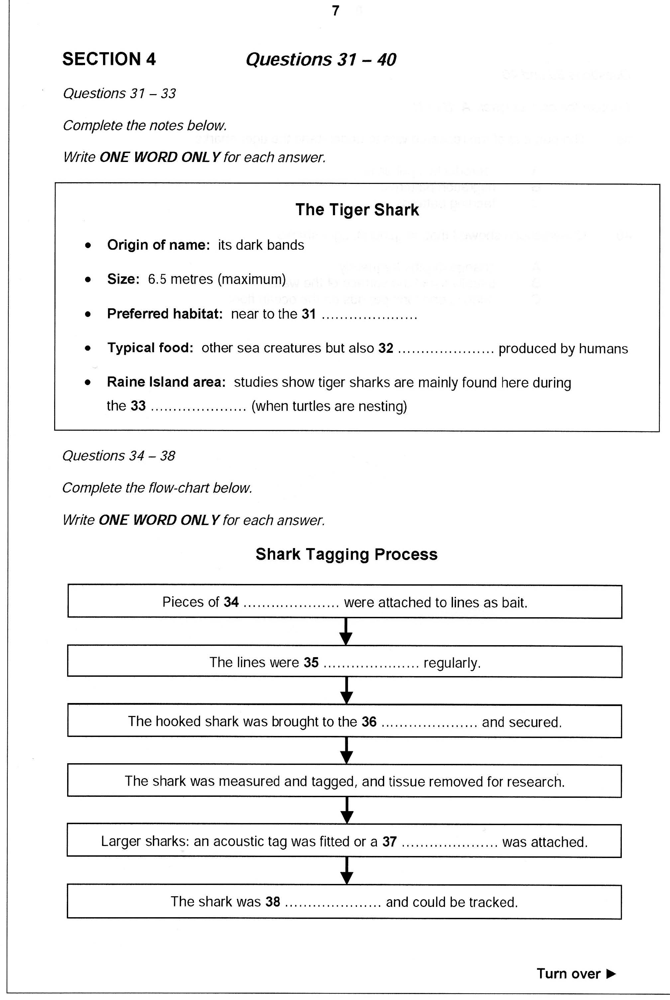 7
SECTION 4 Questions 31 – 40
Questions 31 – 33
Complete the notes below.
Write ONE WORD ONLY for each answer.
The Tiger Shark
• Origin of name: its dark bands
• Size: 6.5 metres (maximum)
• Preferred habitat: near to the 31 .....................
• Typical food: other sea creatures but also 32 ..................... produced by humans
• Raine Island area: studies show tiger sharks are mainly found here during
the 33 ..................... (when turtles are nesting)
Questions 34 – 38
Complete the flow-chart below.
Write ONE WORD ONLY for each answer.
Shark Tagging Process
Pieces of 34 ..................... were attached to lines as bait.
The lines were 35 ..................... regularly.
The hooked shark was brought to the 36 ..................... and secured.
The shark was measured and tagged, and tissue removed for research.
Larger sharks: an acoustic tag was fitted or a 37 ..................... was attached.
The shark was 38 ..................... and could be tracked.
Turn over ►